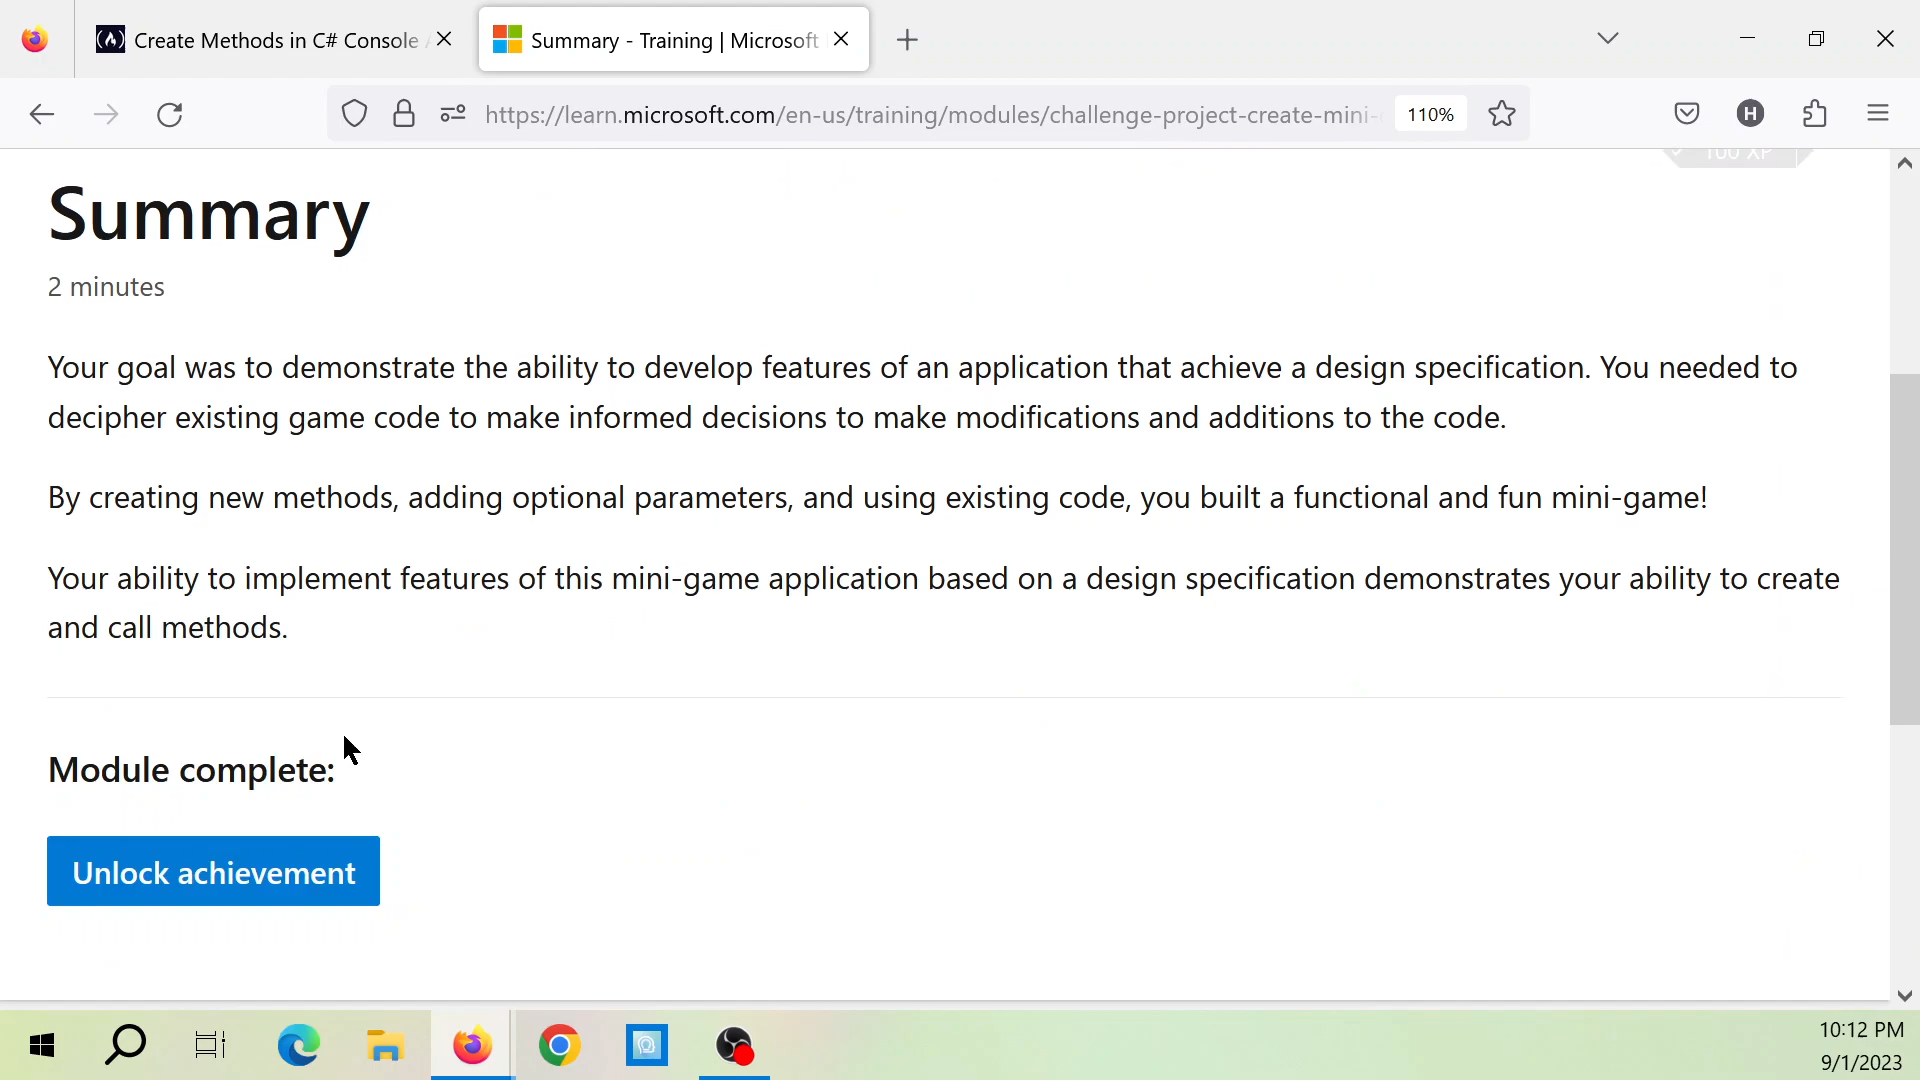 (A) Create Methods in C# Console
Summary - Training | Microsoft
https://learn.microsoft.com/en-us/training/modules/challenge-project-create-mini-
110%
H
100 XP
Summary
2 minutes
Your goal was to demonstrate the ability to develop features of an application that achieve a design specification. You needed to
decipher existing game code to make informed decisions to make modifications and additions to the code.
By creating new methods, adding optional parameters, and using existing code, you built a functional and fun mini-game!
Your ability to implement features of this mini-game application based on a design specification demonstrates your ability to create
and call methods.
Module complete:
Unlock achievement
10:12 PM
9/1/2023